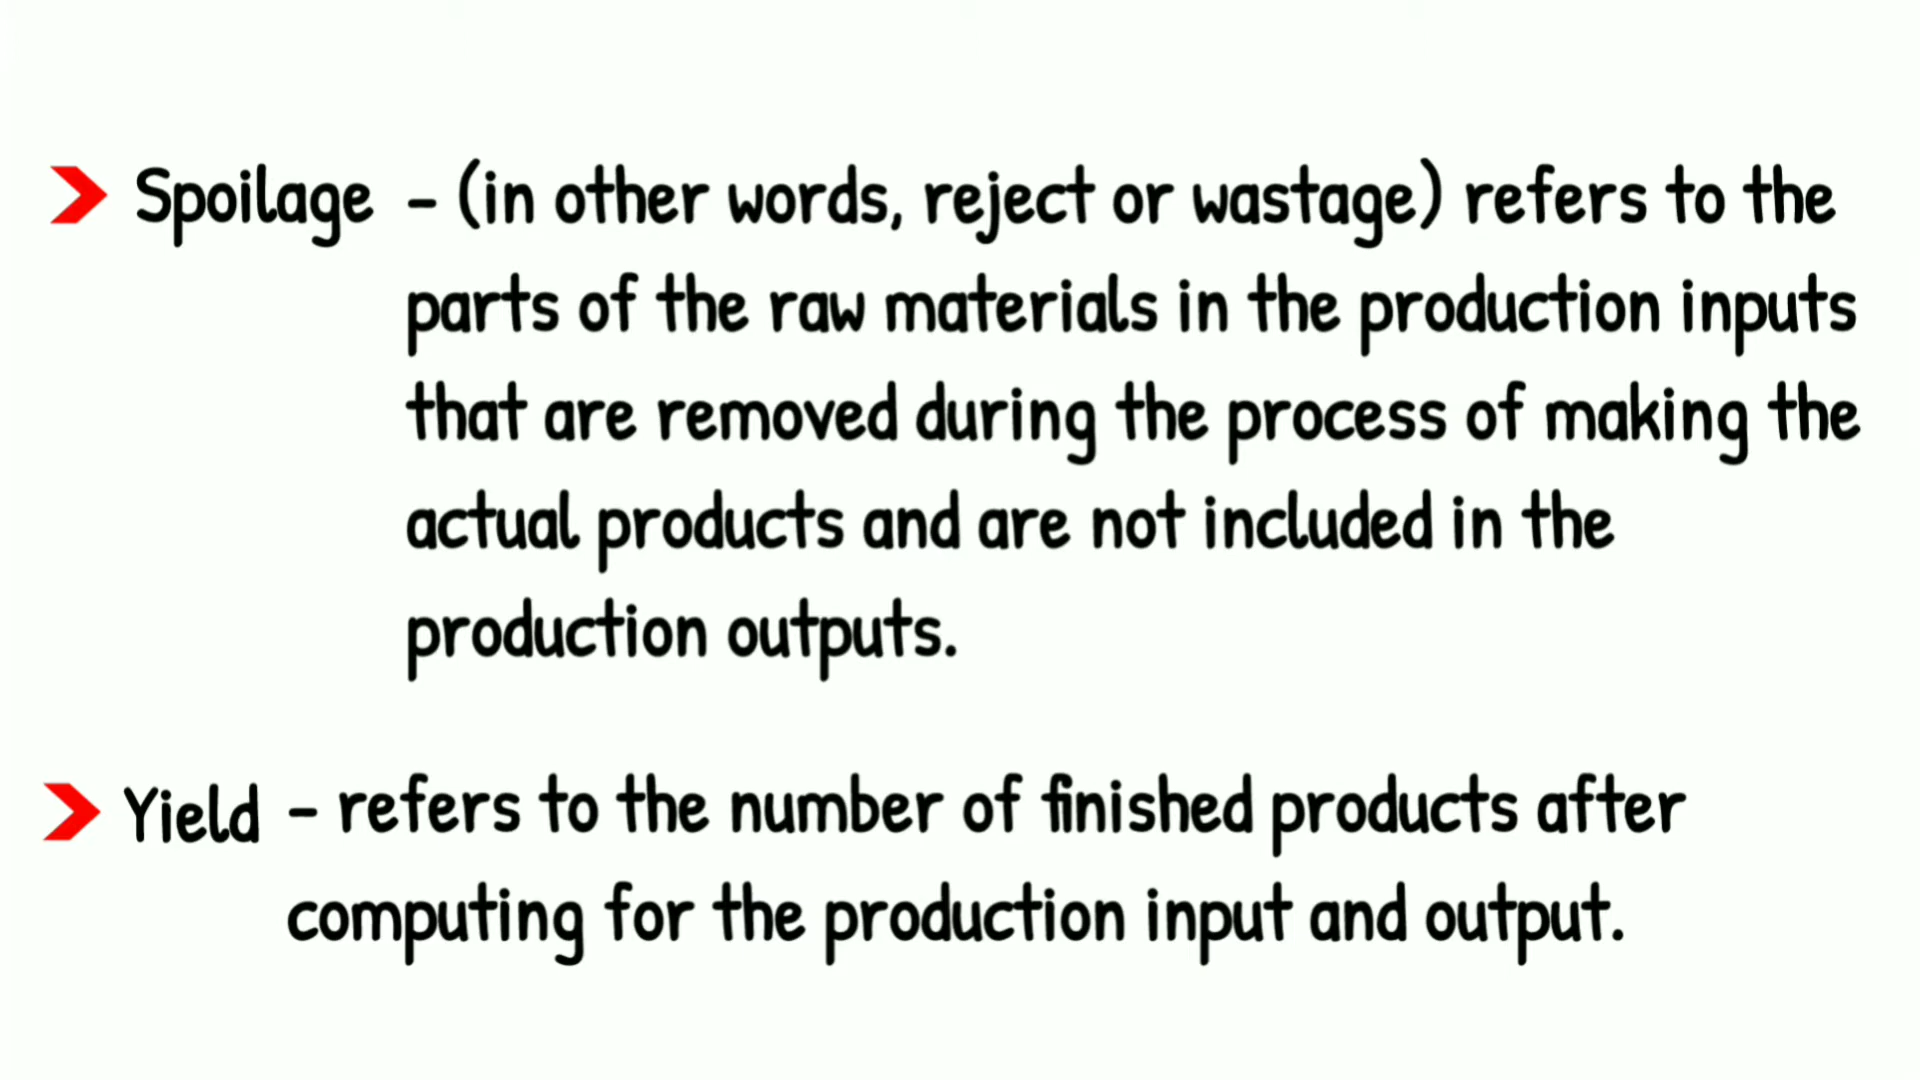 Spoilage - (in other words, reject or wastage) refers to the
parts of the raw materials in the production inputs
that are removed during the process of making the
actual products and are not included in the
production outputs.
Yield - refers to the number of finished products after
computing for the production input and output.